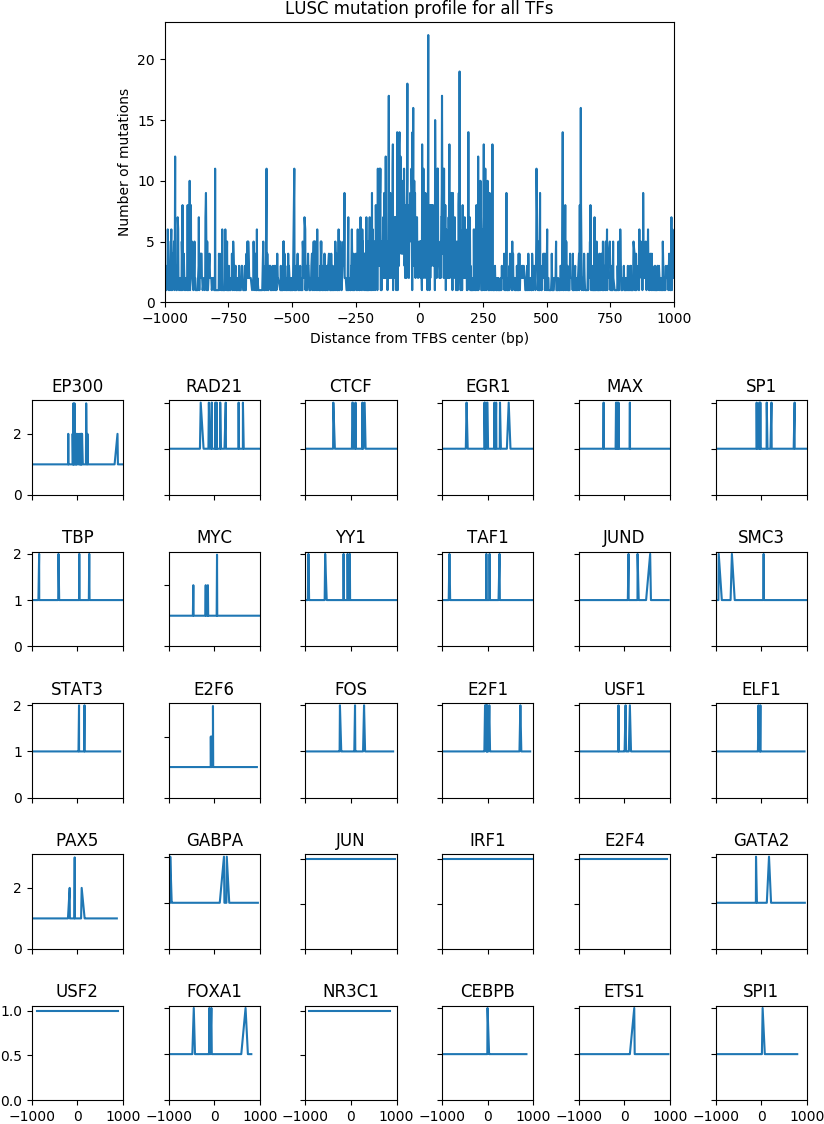 LUSC mutation profile for all TFs
Number of mutations
20
15
10
5
0
−1000 −750 −500 −250 0 250 500 750 1000
Distance from TFBS center (bp)
EP300 RAD21 CTCF EGR1 MAX SP1
2
0
TBP MYC YY1 TAF1 JUND SMC3
2
1
0
STAT3 E2F6 FOS E2F1 USF1 ELF1
2
1
0
PAX5 GABPA JUN IRF1 E2F4 GATA2
2
0
USF2 FOXA1 NR3C1 CEBPB ETS1 SPI1
1.0
0.5
0.0
−1000 0 1000 −1000 0 1000 −1000 0 1000 −1000 0 1000 −1000 0 1000 −1000 0 1000